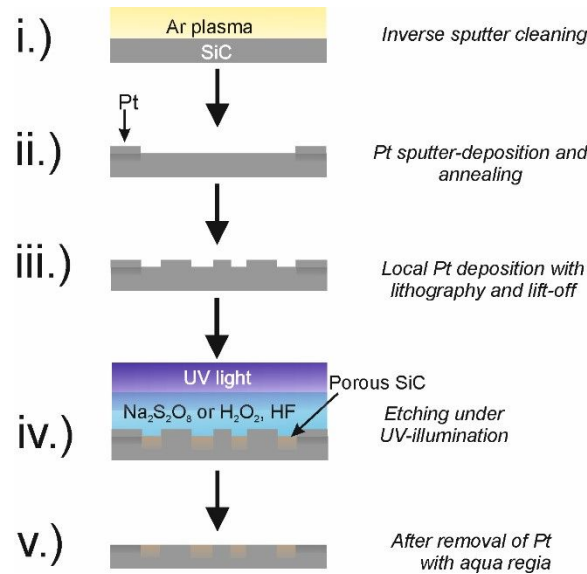 i.)
Ar plasma
SiC
Inverse sputter cleaning
Pt
ii.)
Pt sputter-deposition and
annealing
iii.)
Local Pt deposition with
lithography and lift-off
UV light
Porous SiC
Na₂S₂O₈ or H₂O₂, HF
iv.)
Etching under
UV-illumination
v.)
After removal of Pt
with aqua regia